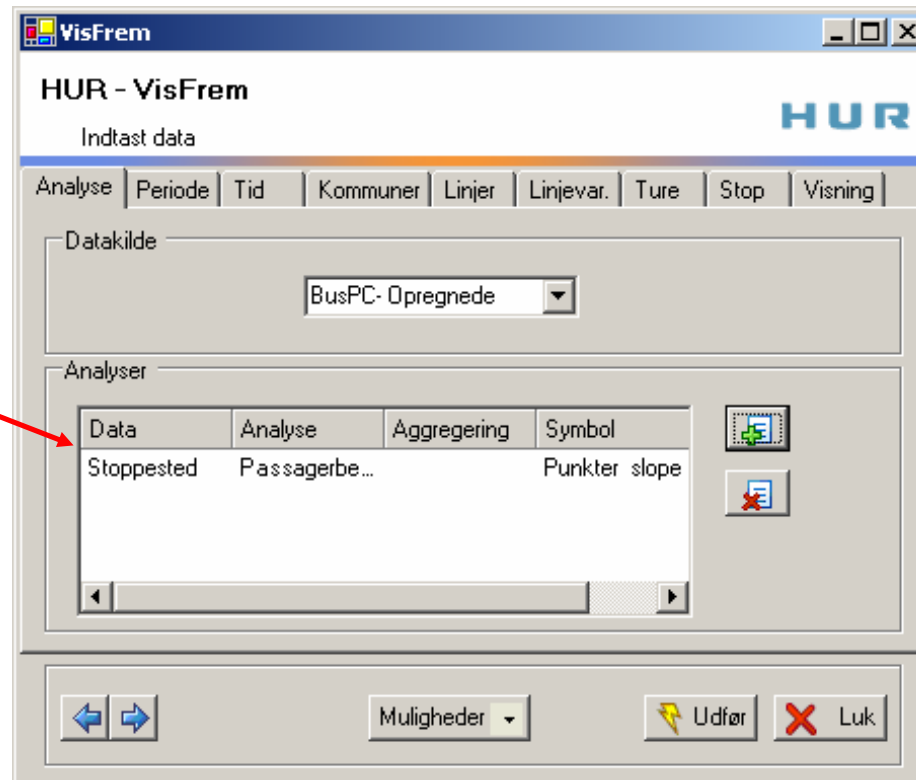 VisFrem
HUR - VisFrem
Indtast data
HUR
Analyse Periode Tid Kommuner Linjer Linjevar. Ture Stop Visning
Datakilde
BusPC- Opregnede
Analyser
Data Analyse Aggregering Symbol
Stoppested Passagerbe... Punkter slope
Muligheder Udfør Luk